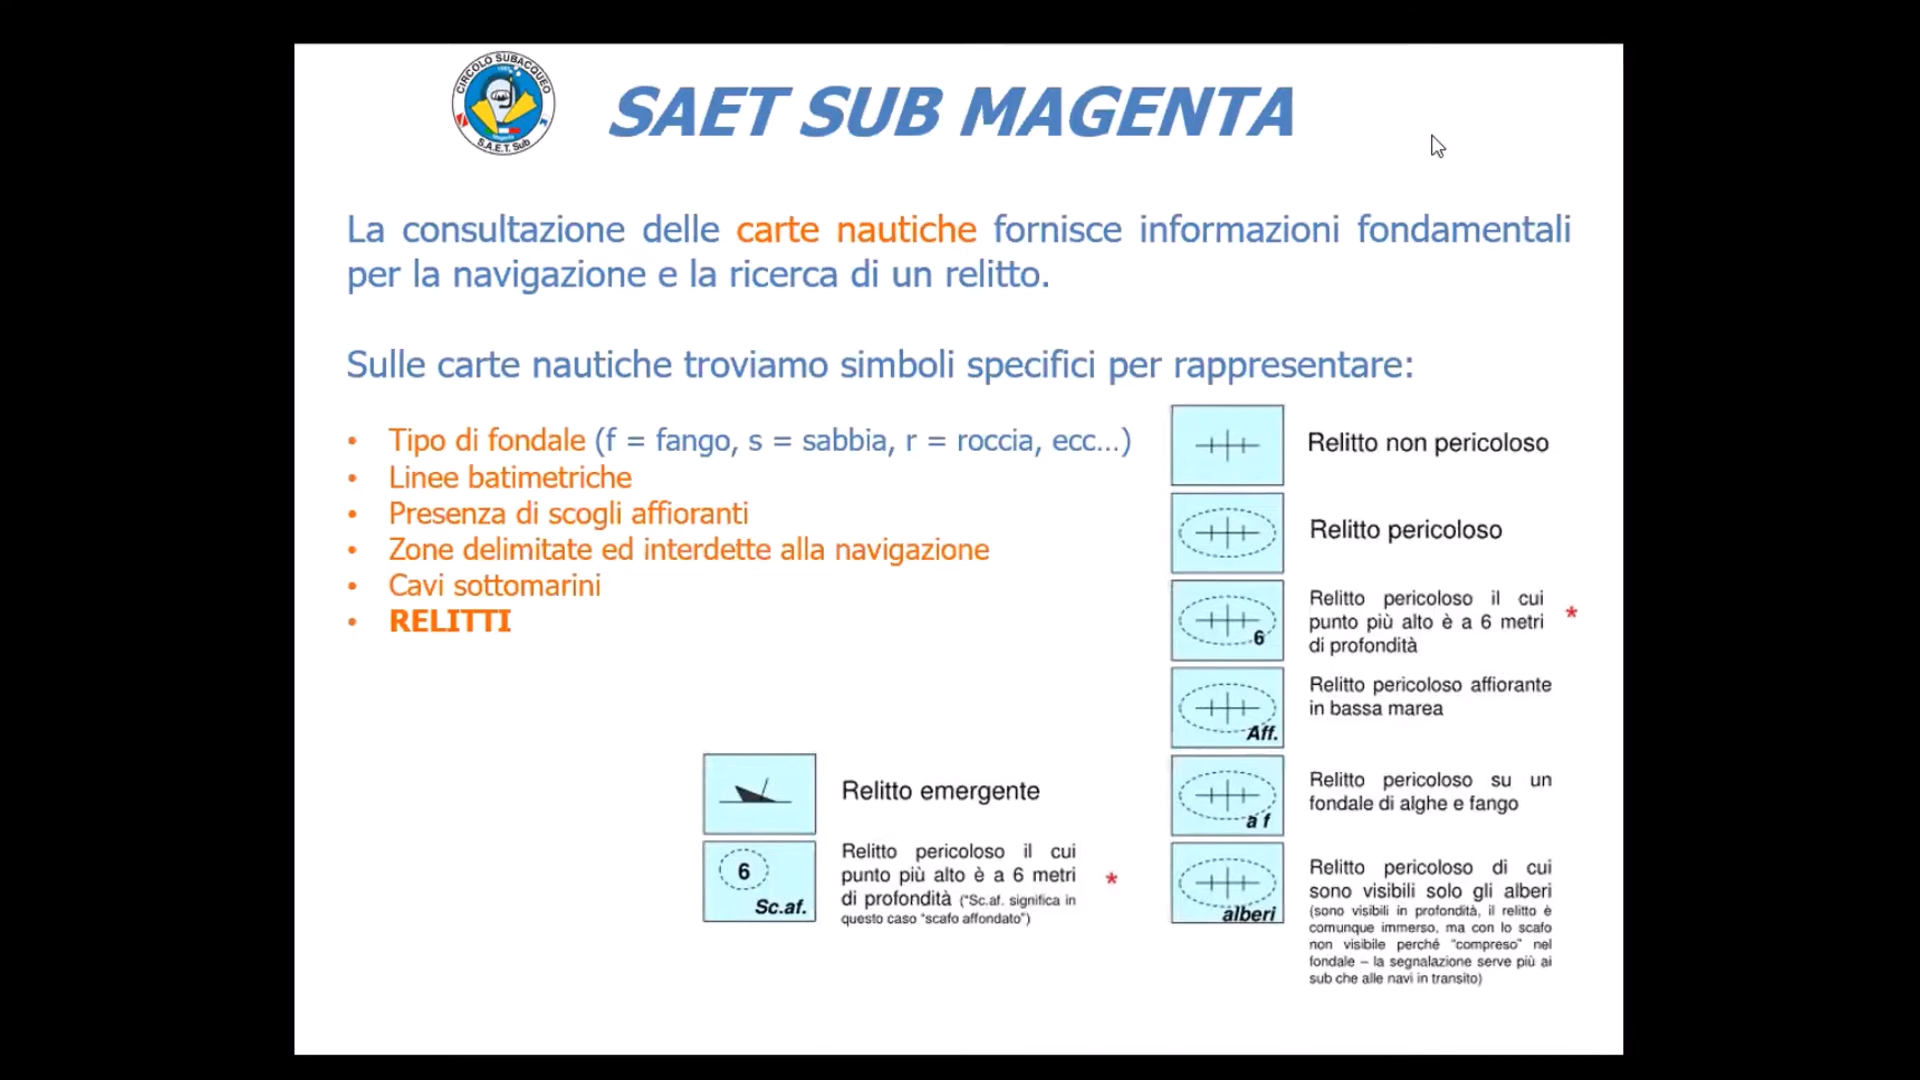 CIRCOLO SUBACQUEO
S.A.E.T. Sub
SAET SUB MAGENTA
La consultazione delle carte nautiche fornisce informazioni fondamentali
per la navigazione e la ricerca di un relitto.
Sulle carte nautiche troviamo simboli specifici per rappresentare:
• Tipo di fondale (f = fango, s = sabbia, r = roccia, ecc...)
• Linee batimetriche
• Presenza di scogli affioranti
• Zone delimitate ed interdette alla navigazione
• Cavi sottomarini
• RELITTI
Relitto emergente
6
Sc.af.
Relitto pericoloso il cui
punto più alto è a 6 metri
di profondità ("Sc.af. significa in
questo caso "scafo affondato")
*
Relitto non pericoloso
Relitto pericoloso
6
Relitto pericoloso il cui
punto più alto è a 6 metri
di profondità
*
Aff.
Relitto pericoloso affiorante
in bassa marea
a f
Relitto pericoloso su un
fondale di alghe e fango
alberi
Relitto pericoloso di cui
sono visibili solo gli alberi
(sono visibili in profondità, il relitto è
comunque immerso, ma con lo scafo
non visibile perché "compreso" nel
fondale – la segnalazione serve più ai
sub che alle navi in transito)